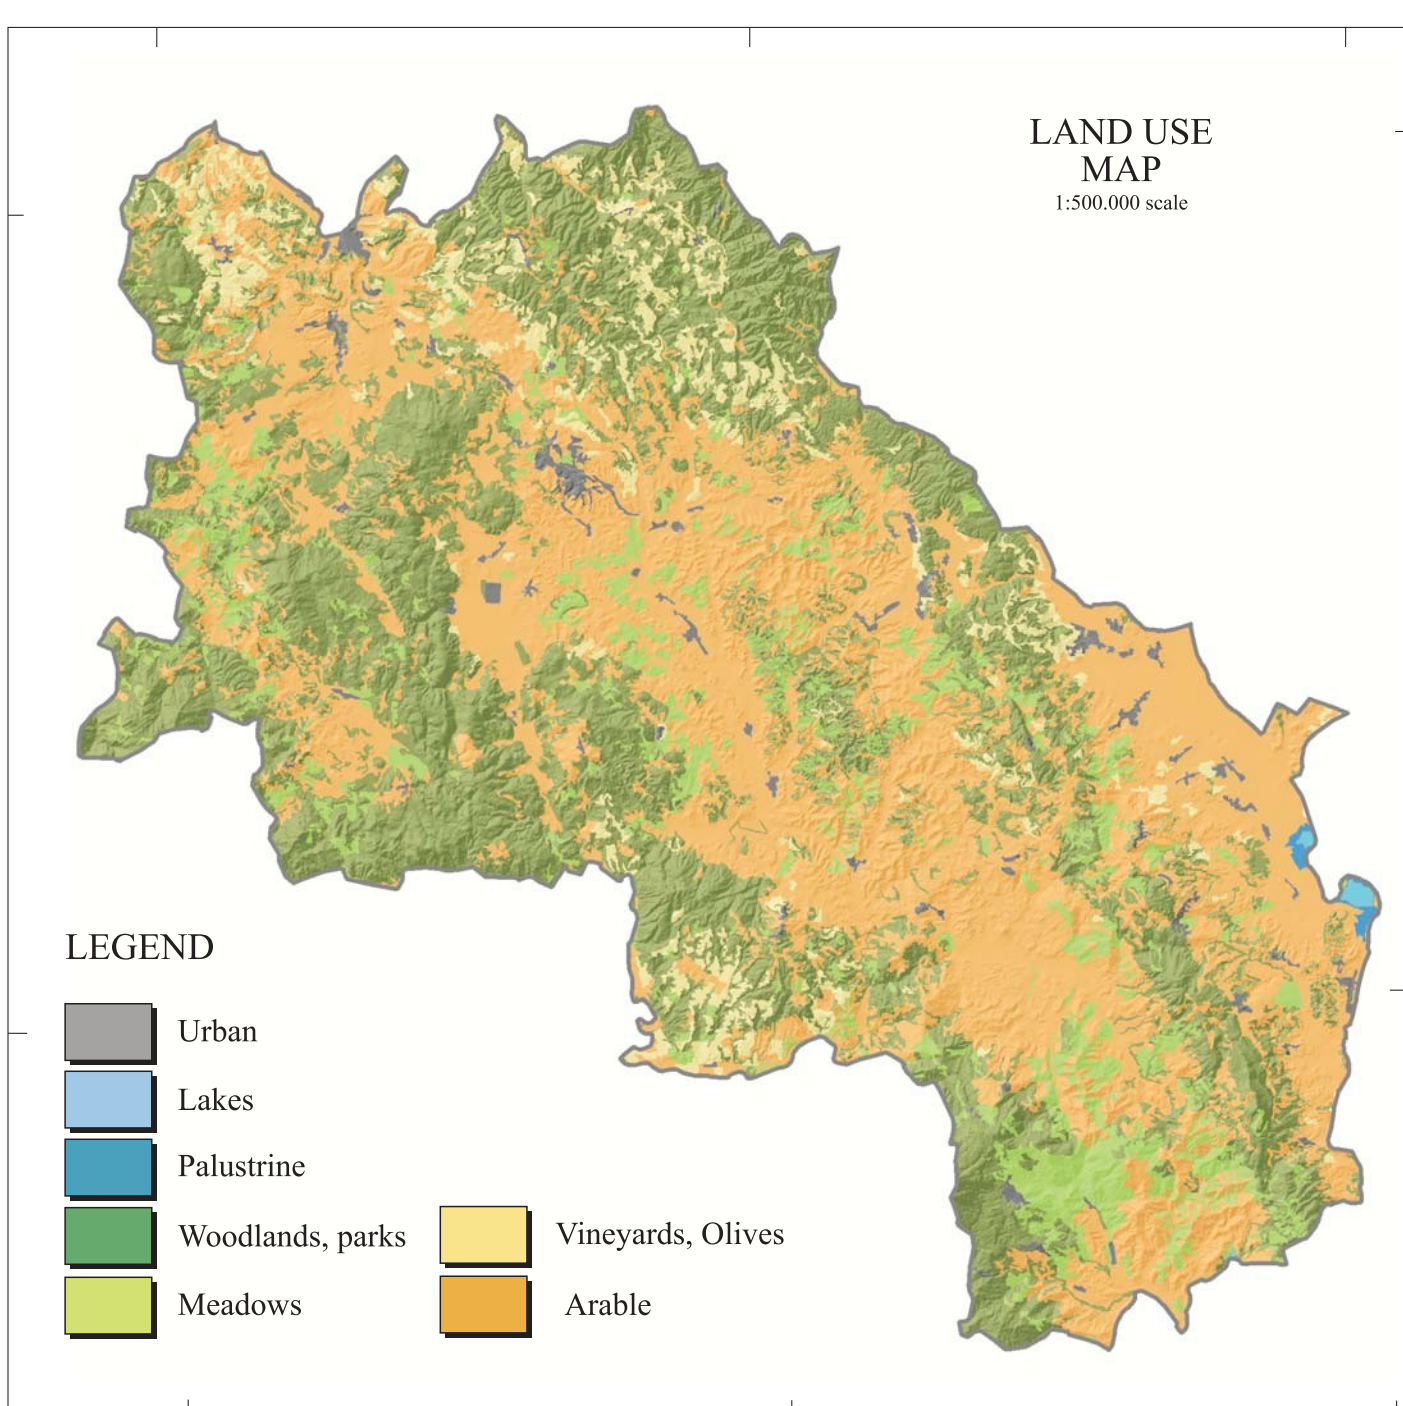 LAND USE
MAP
1:500.000 scale
LEGEND
Urban
Lakes
Palustrine
Woodlands, parks
Meadows
Vineyards, Olives
Arable